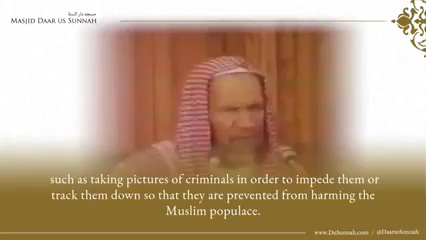 مسجد دار السنة
MASJID DAAR US SUNNAH
such as taking pictures of criminals in order to impede them or
track them down so that they are prevented from harming the
Muslim populace.
www.DusSunnah.com / @DaarusSunnah